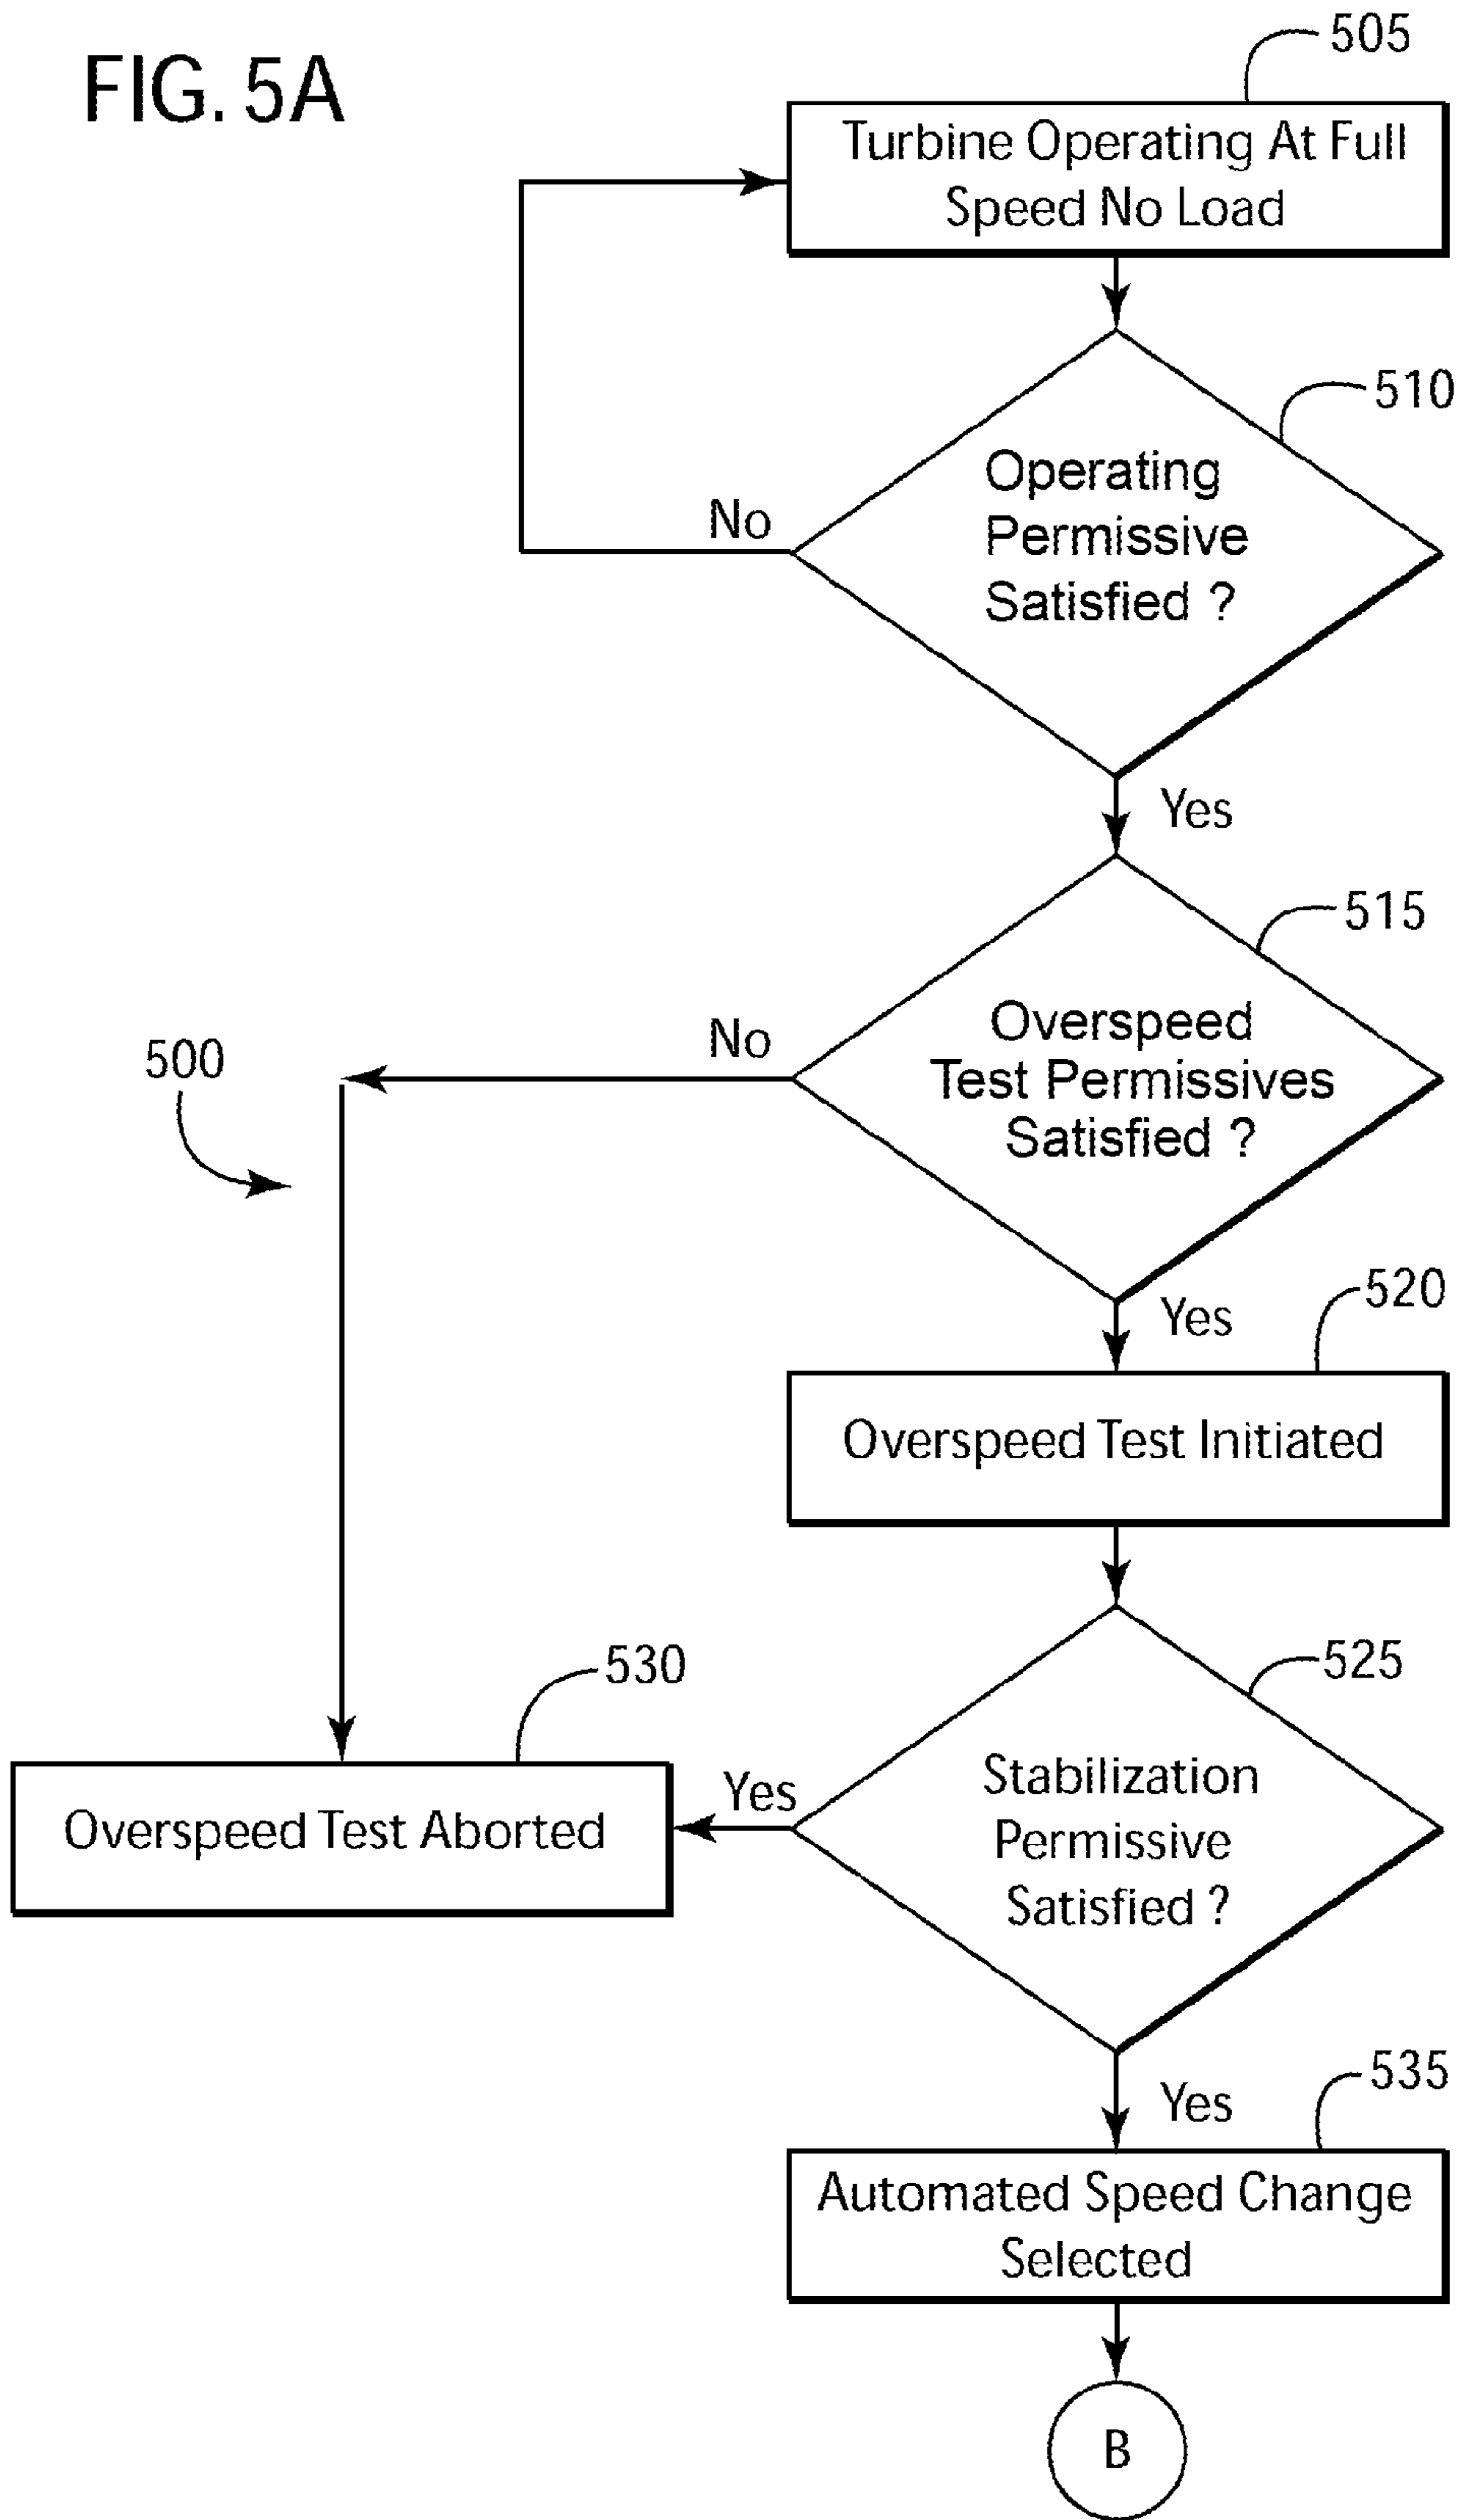 FIG. 5A
505
Turbine Operating At Full
Speed No Load
510
Operating
Permissive
Satisfied ?
No
Yes
515
Overspeed
Test Permissives
Satisfied ?
No
500
Yes
520
Overspeed Test Initiated
525
Stabilization
Permissive
Satisfied ?
530
Yes
Overspeed Test Aborted
Yes
535
Automated Speed Change
Selected
B